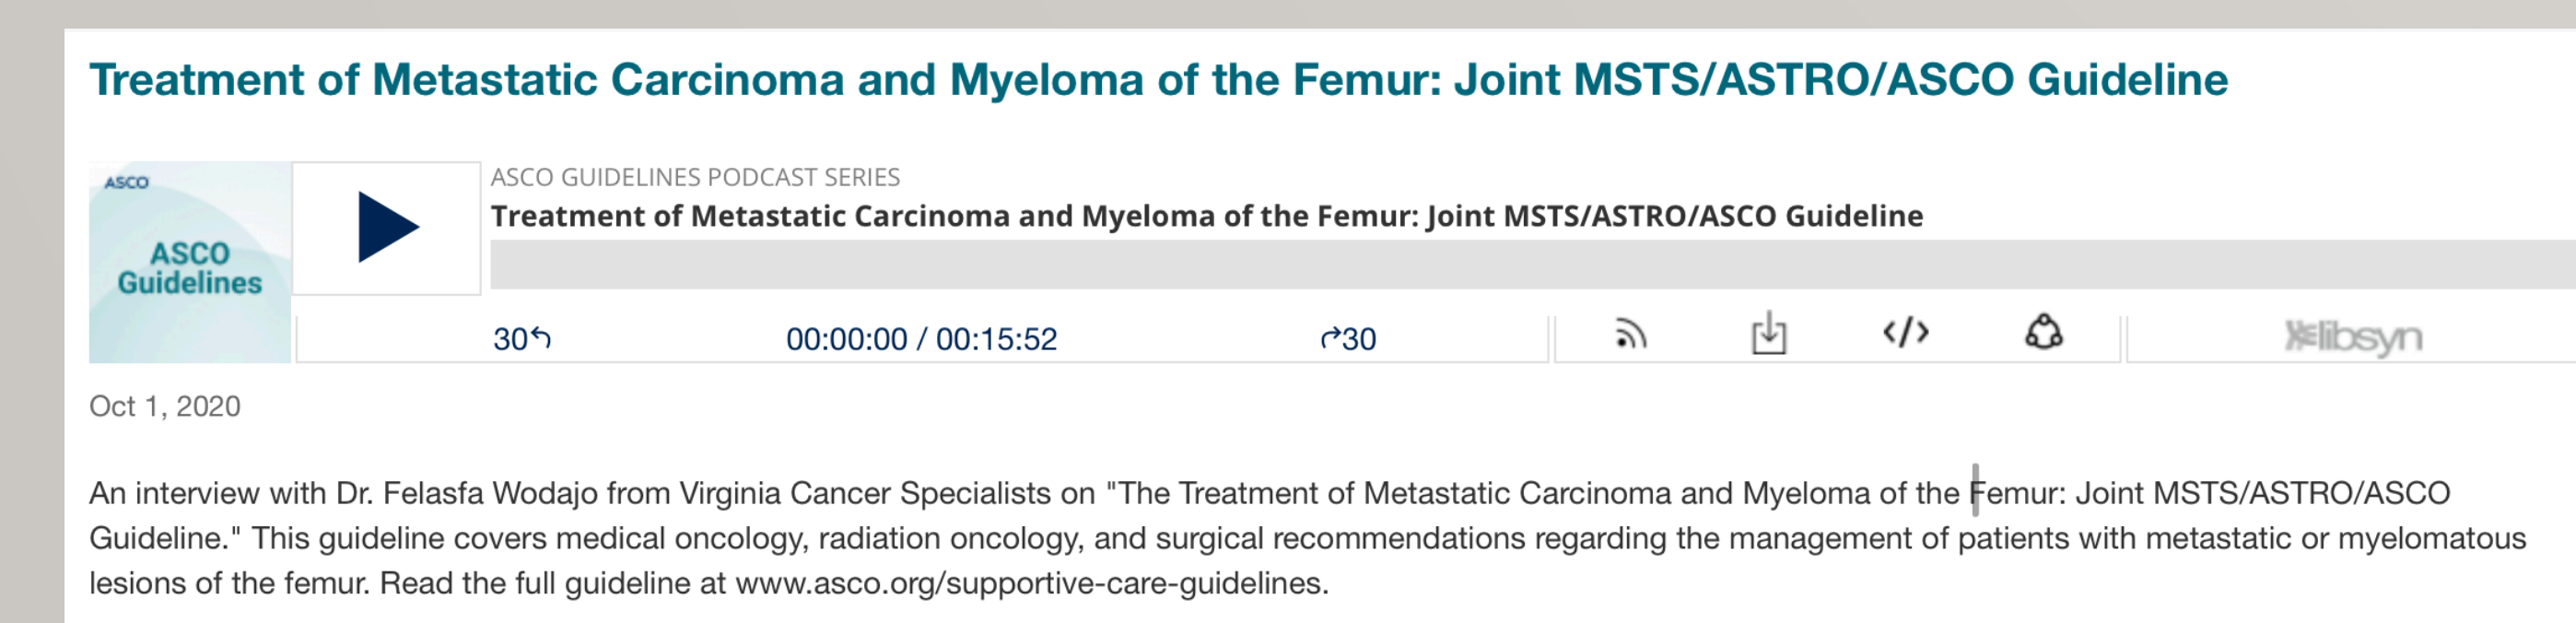 Treatment of Metastatic Carcinoma and Myeloma of the Femur: Joint MSTS/ASTRO/ASCO Guideline
ASCO
ASCO
Guidelines
ASCO GUIDELINES PODCAST SERIES
Treatment of Metastatic Carcinoma and Myeloma of the Femur: Joint MSTS/ASTRO/ASCO Guideline
30 00:00:00 / 00:15:52 30 </> libsyn
Oct 1, 2020
An interview with Dr. Felasfa Wodajo from Virginia Cancer Specialists on "The Treatment of Metastatic Carcinoma and Myeloma of the Femur: Joint MSTS/ASTRO/ASCO
Guideline." This guideline covers medical oncology, radiation oncology, and surgical recommendations regarding the management of patients with metastatic or myelomatous
lesions of the femur. Read the full guideline at www.asco.org/supportive-care-guidelines.